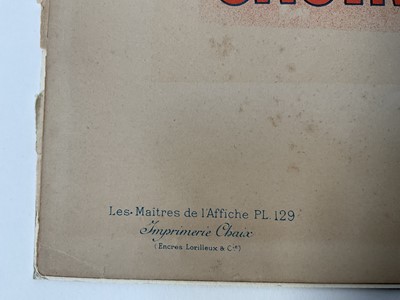 Les Maîtres de l'Affiche PL. 129
Imprimerie Chaix
(Encres Lorilleux & Cie)